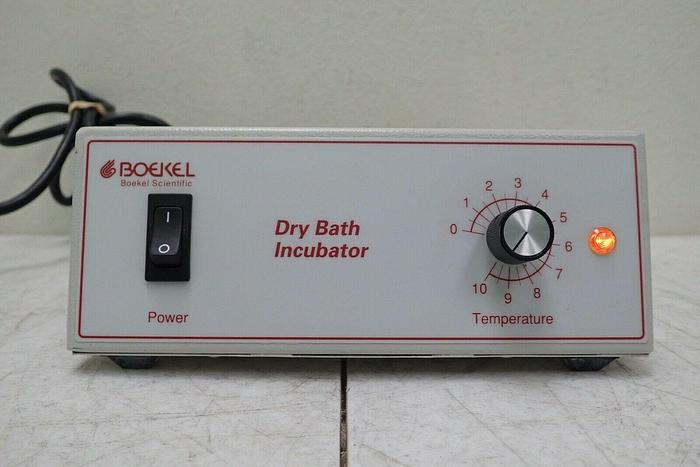 BOEKEL
Boekel Scientific
I
O
Power
Dry Bath
Incubator
0 1 2 3 4 5 6 7 8 9 10
Temperature